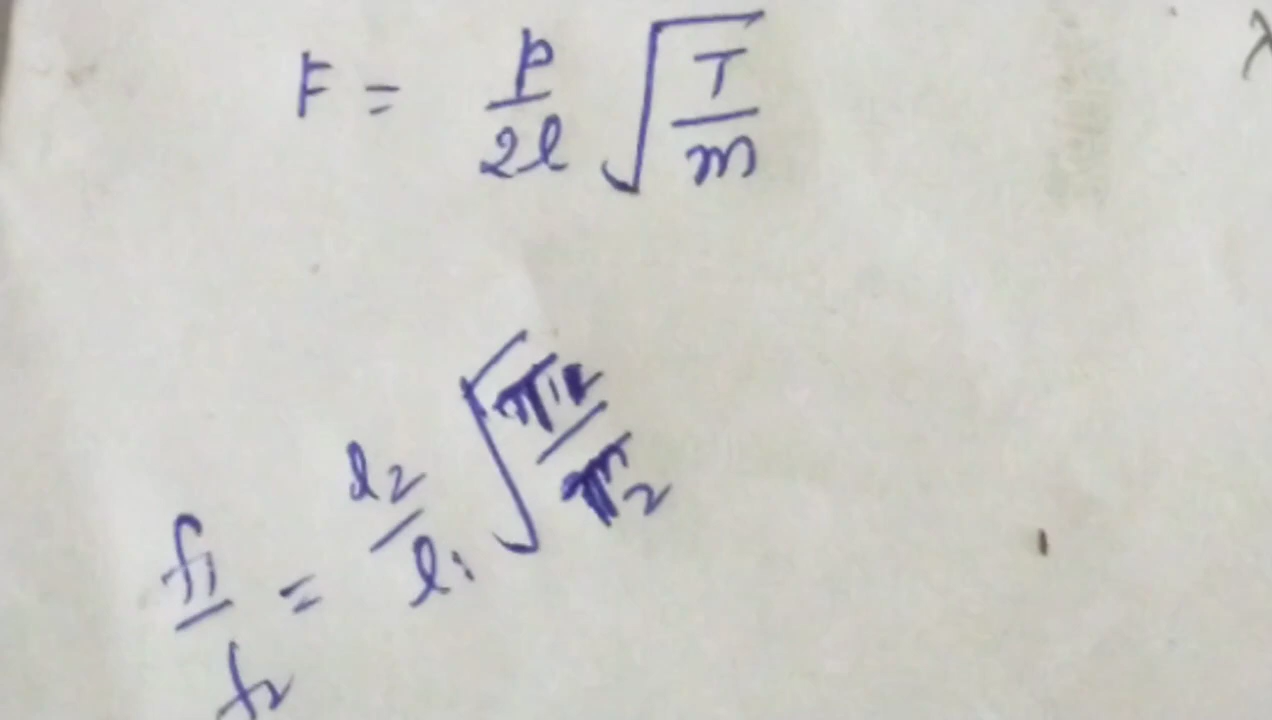 F = P/2l √T/m
f1/f2 = l2/l1 √T1/T2